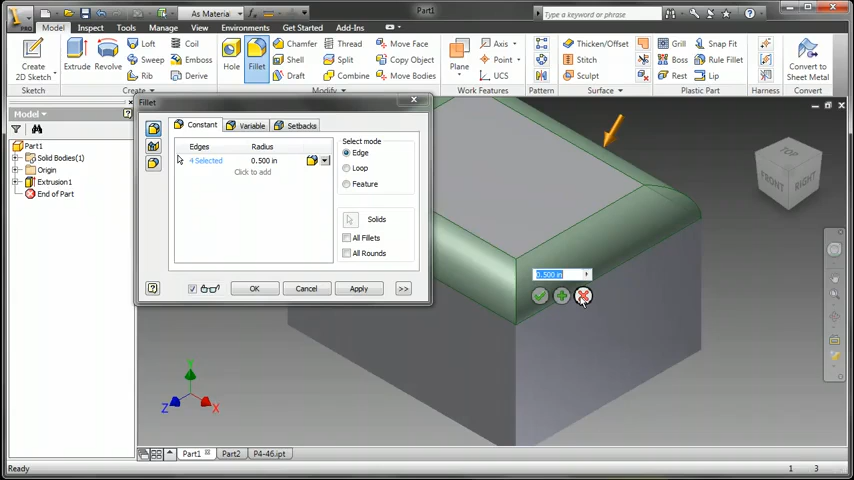 As Material
Part1
Type a keyword or phrase
PRO
Model Inspect Tools Manage View Environments Get Started Add-Ins
Create
2D Sketch
Extrude
Revolve
Loft
Sweep
Rib
Coil
Emboss
Derive
Hole
Fillet
Chamfer
Shell
Draft
Thread
Split
Combine
Move Face
Copy Object
Move Bodies
Plane
Axis
Point
UCS
Pattern
Thicken/Offset
Stitch
Sculpt
Grill
Boss
Rest
Snap Fit
Rule Fillet
Lip
Convert to
Sheet Metal
Sketch
Create
Modify
Work Features
Surface
Plastic Part
Harness
Convert
Model
Part1
Solid Bodies(1)
Origin
Extrusion1
End of Part
Fillet
Constant Variable Setbacks
Edges Radius
4 Selected 0.500 in
Click to add
Select mode
Edge
Loop
Feature
Solids
All Fillets
All Rounds
OK Cancel Apply >>
0.500 in
TOP
FRONT
RIGHT
Y
Z
X
Part1 Part2 P4-46.ipt
Ready
1 3